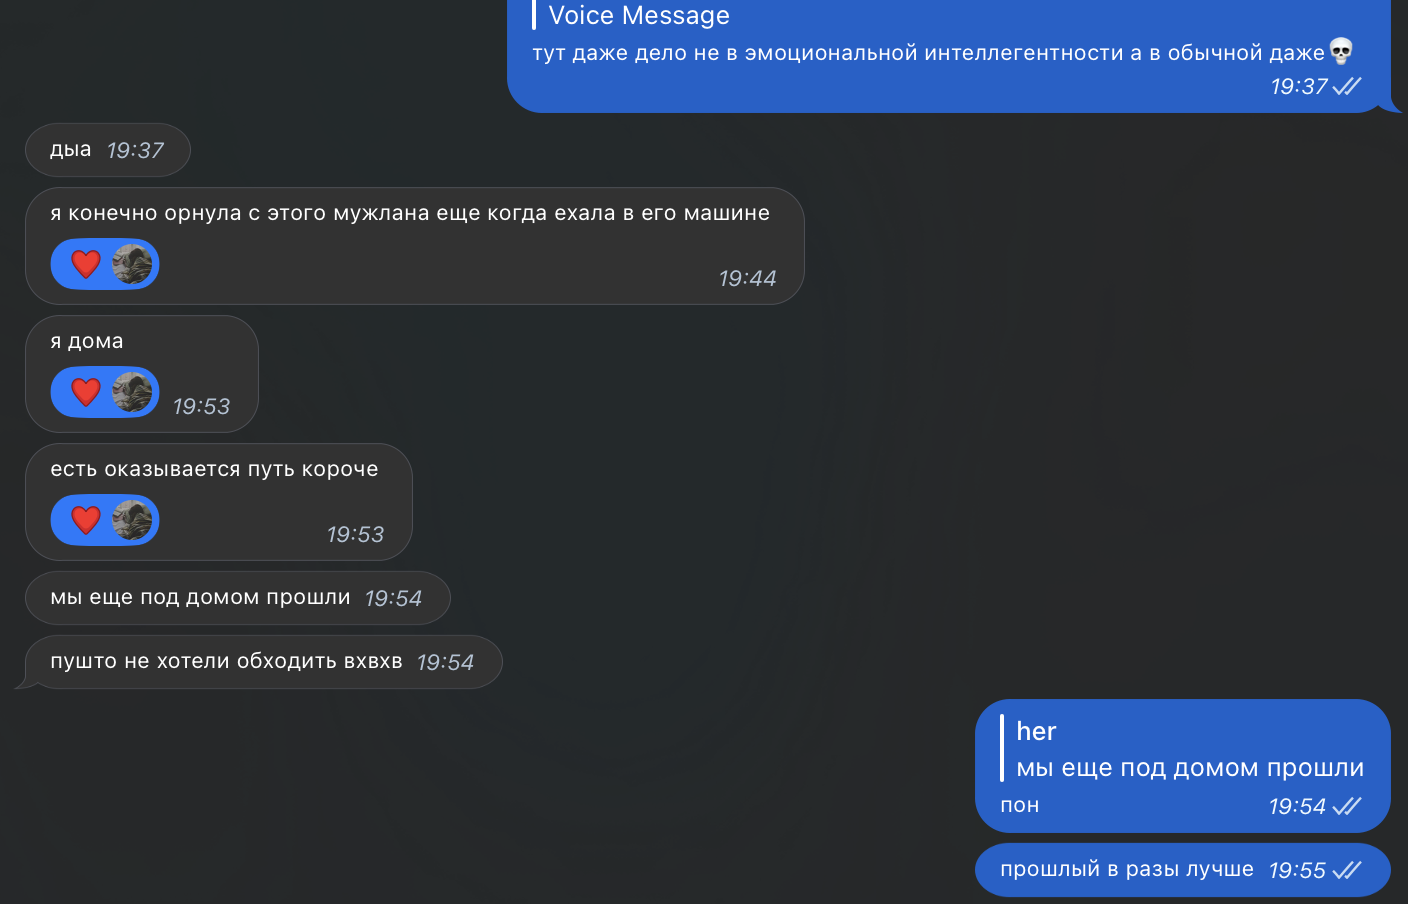 Voice Message
тут даже дело не в эмоциональной интеллегентности а в обычной даже💀
19:37
дыа 19:37
я конечно орнула с этого мужлана еще когда ехала в его машине
❤️
19:44
я дома
❤️ 19:53
есть оказывается путь короче
❤️ 19:53
мы еще под домом прошли 19:54
пушто не хотели обходить вхвхв 19:54
her
мы еще под домом прошли
пон 19:54
прошлый в разы лучше 19:55